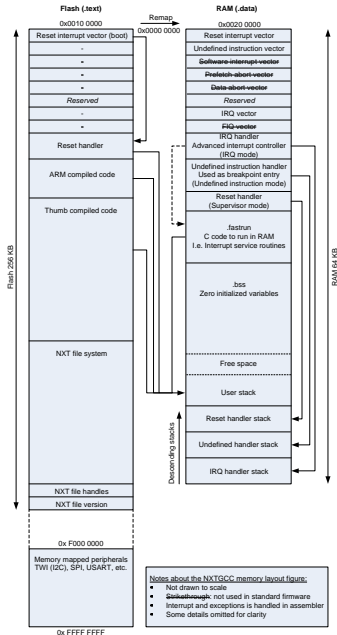 Flash (.text)
0x0010 0000
Remap
0x0000 0000
RAM (.data)
0x0020 0000
Reset interrupt vector (boot)
-
-
-
-
Reserved
-
-
Reset handler
ARM compiled code
Thumb compiled code
NXT file system
NXT file handles
NXT file version
0x F000 0000
Memory mapped peripherals
TWI (I2C), SPI, USART, etc.
0x FFFF FFFF
Flash 256 KB
Reset interrupt vector
Undefined instruction vector
Software interrupt vector
Prefetch abort vector
Data abort vector
Reserved
IRQ vector
FIQ vector
IRQ handler
Advanced interrupt controller
(IRQ mode)
Undefined instruction handler
Used as breakpoint entry
(Undefined instruction mode)
Reset handler
(Supervisor mode)
.fastrun
C code to run in RAM
I.e. Interrupt service routines
.bss
Zero initialized variables
Free space
User stack
Reset handler stack
Undefined handler stack
IRQ handler stack
Descending stacks
RAM 64 KB
Notes about the NXTGCC memory layout figure:
▪ Not drawn to scale
▪ Strikethrough: not used in standard firmware
▪ Interrupt and exceptions is handled in assembler
▪ Some details omitted for clarity